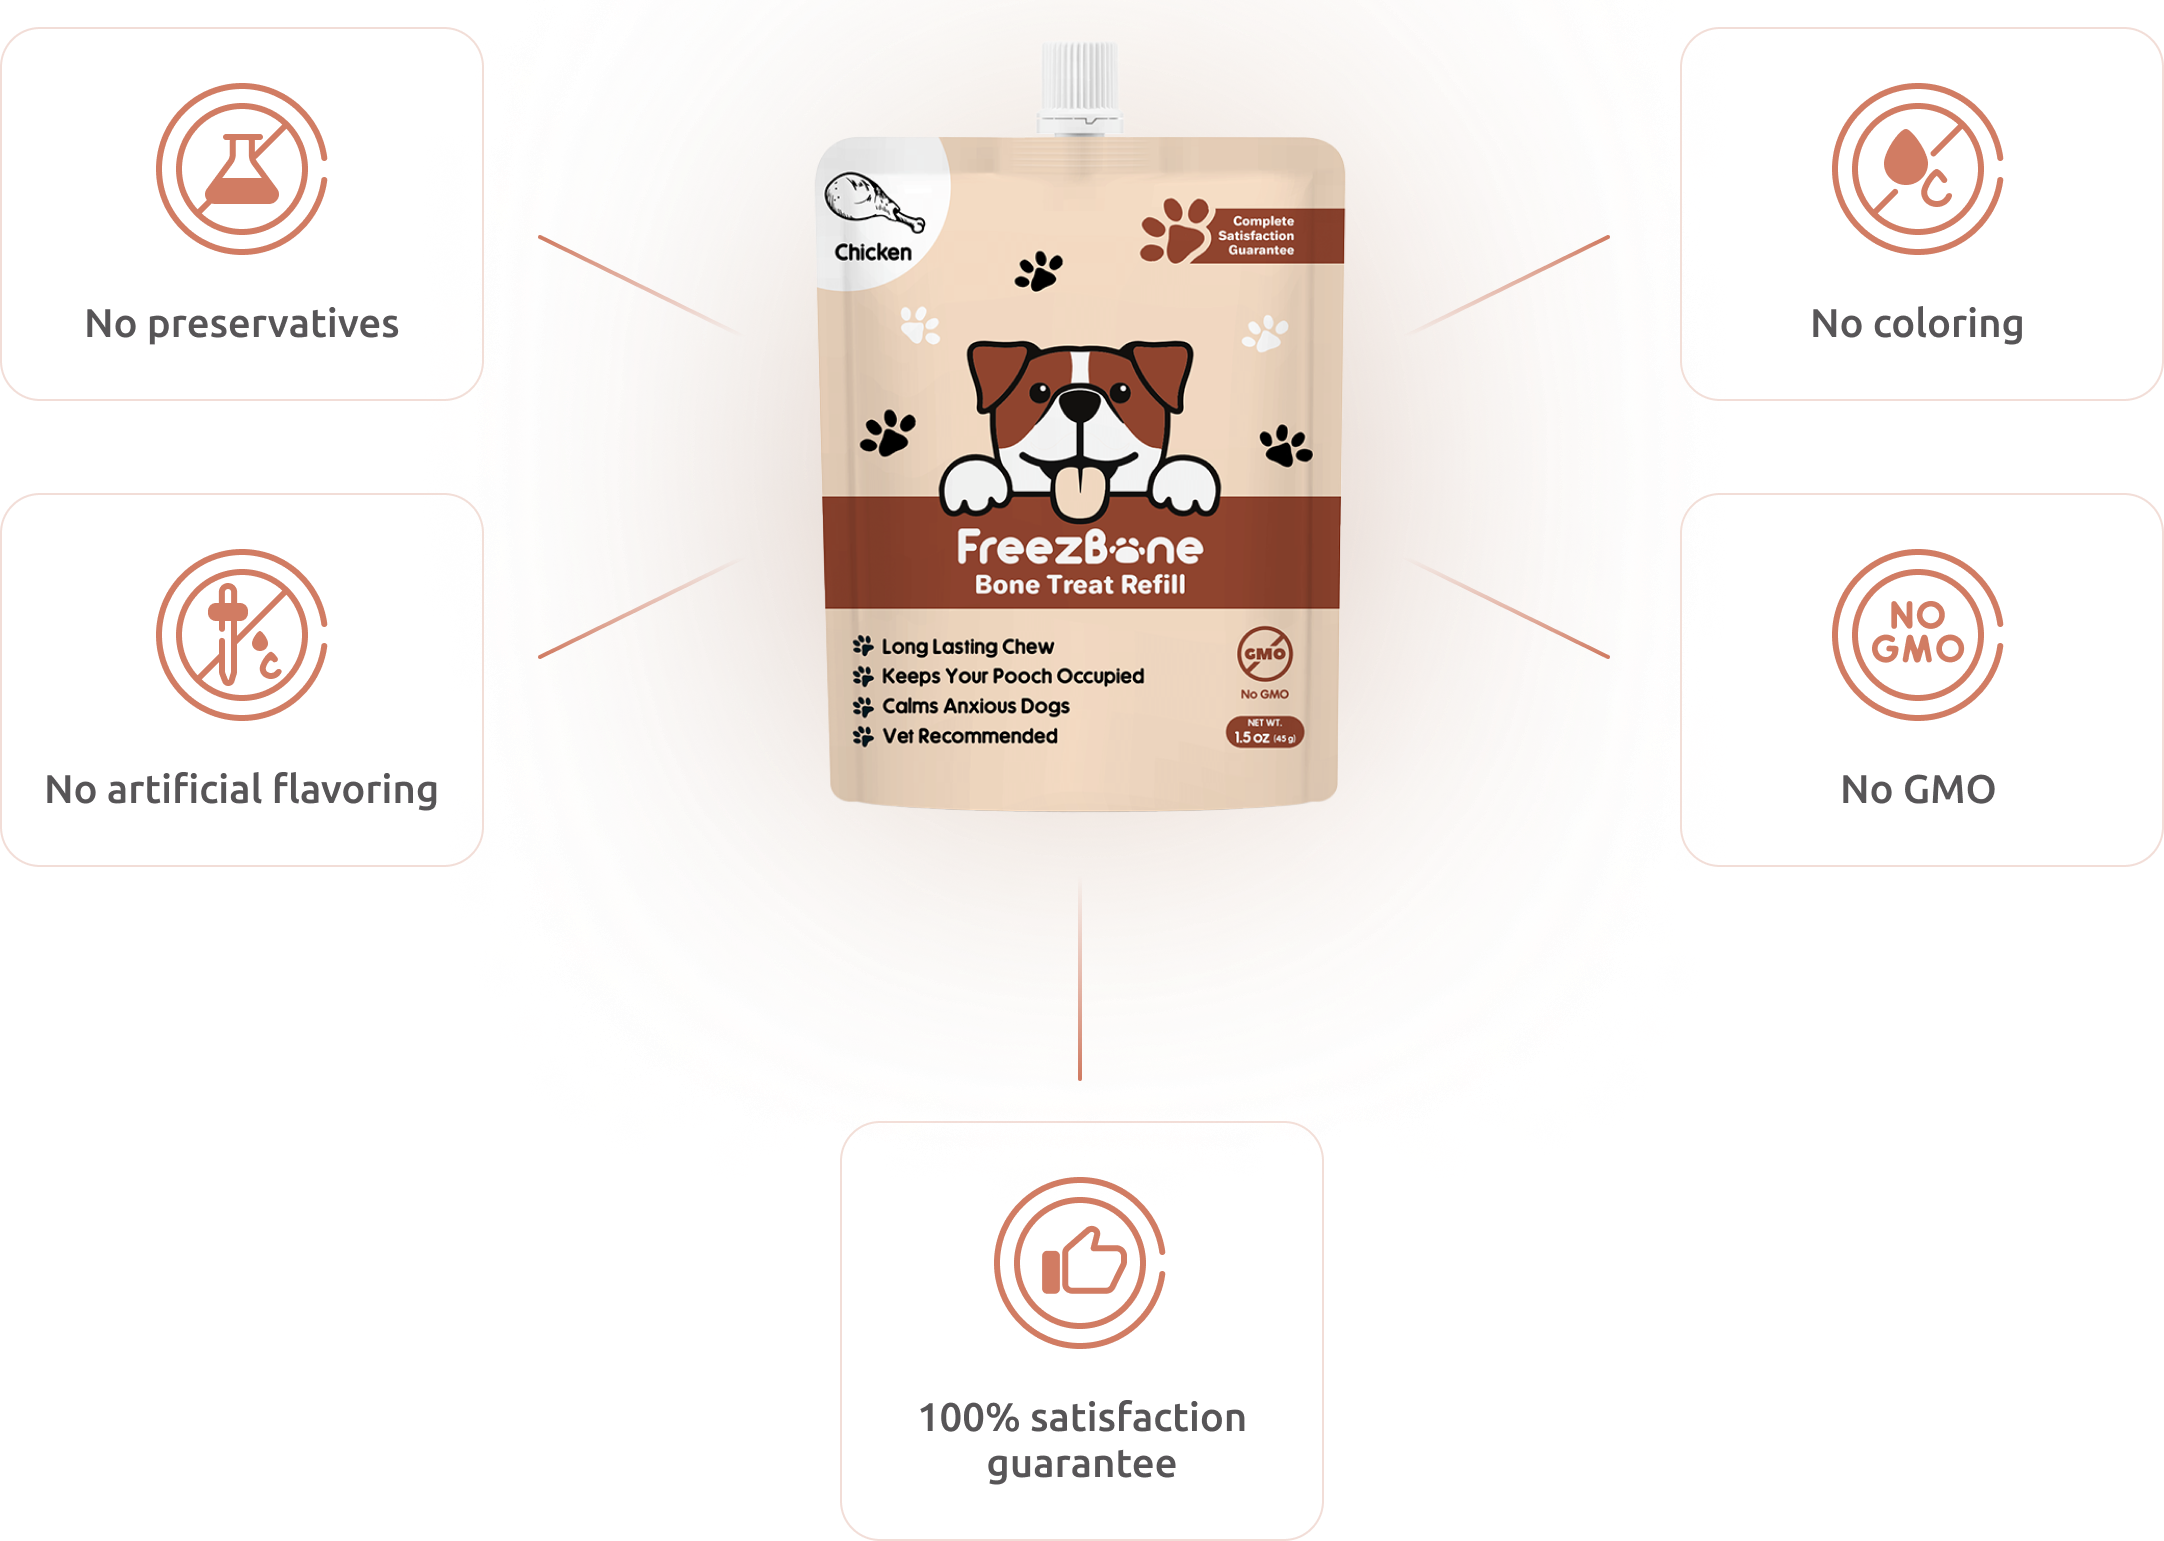 No preservatives
No artificial flavoring
Chicken
Complete
Satisfaction
Guarantee
FreezBone
Bone Treat Refill
Long Lasting Chew
Keeps Your Pooch Occupied
Calms Anxious Dogs
Vet Recommended
GMO
No GMO
NET WT.
1.5 OZ (45 g)
No coloring
C
NO
GMO
No GMO
100% satisfaction
guarantee